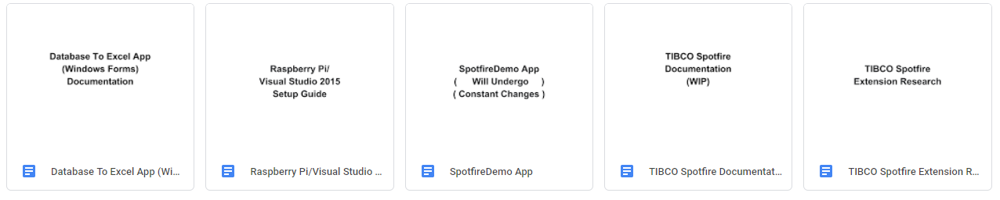 Database To Excel App
(Windows Forms)
Documentation
Database To Excel App (Wi...
Raspberry Pi/
Visual Studio 2015
Setup Guide
Raspberry Pi/Visual Studio ...
SpotfireDemo App
( Will Undergo )
( Constant Changes )
SpotfireDemo App
TIBCO Spotfire
Documentation
(WIP)
TIBCO Spotfire Documentat...
TIBCO Spotfire
Extension Research
TIBCO Spotfire Extension R...